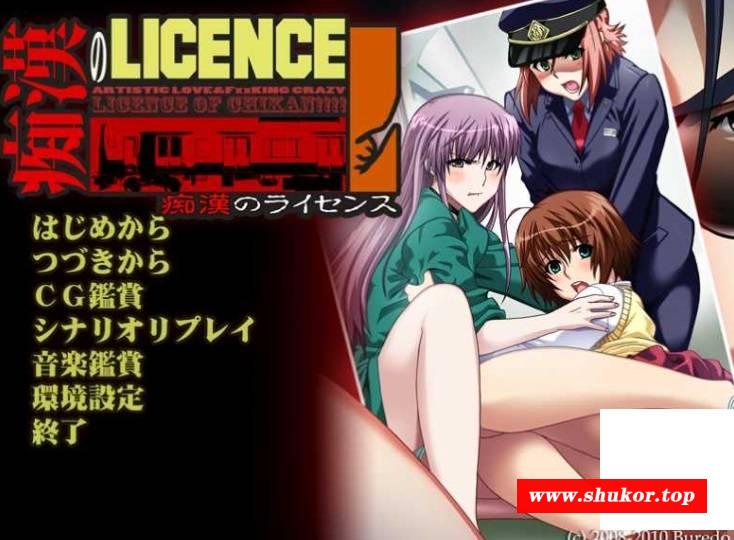 痴漢のLICENCE
ARTISTIC LOVE&FxxKING CRAZY
LICENCE OF CHIKAN!!!!
痴漢のライセンス
はじめから
つづきから
ＣＧ鑑賞
シナリオリプレイ
音楽鑑賞
環境設定
終了
www.shukor.top
(c) 2008-2010 Buredo